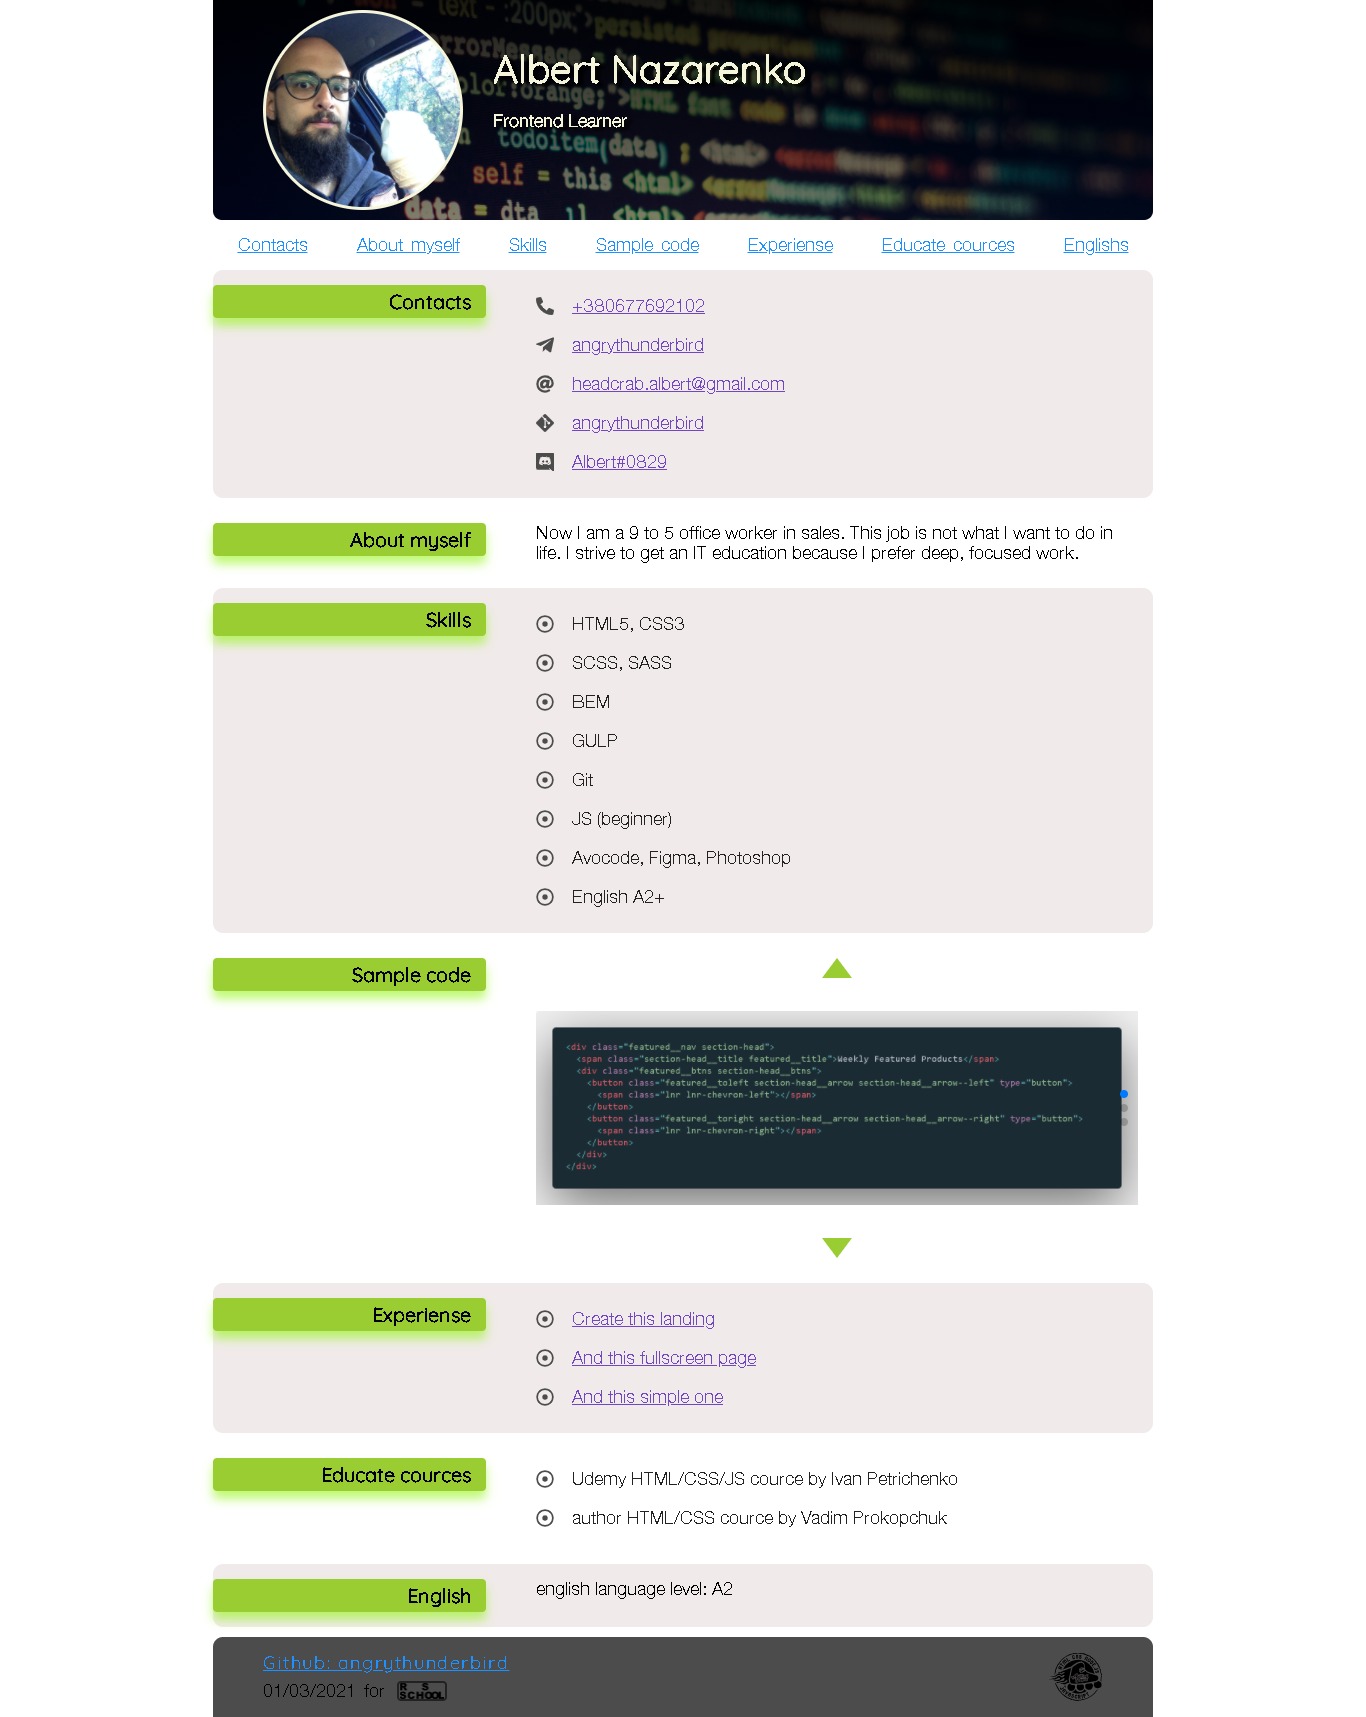 Albert Nazarenko
Frontend Learner
Contacts About myself Skills Sample code Experiense Educate cources Englishs
Contacts
+380677692102
angrythunderbird
headcrab.albert@gmail.com
angrythunderbird
Albert#0829
About myself
Now I am a 9 to 5 office worker in sales. This job is not what I want to do in
life. I strive to get an IT education because I prefer deep, focused work.
Skills
HTML5, CSS3
SCSS, SASS
BEM
GULP
Git
JS (beginner)
Avocode, Figma, Photoshop
English A2+
Sample code
<div class="featured__nav section-head">
<span class="section-head__title featured__title">Weekly Featured Products</span>
<div class="featured__btns section-head__btns">
<button class="featured__toleft section-head__arrow section-head__arrow--left" type="button">
<span class="lnr lnr-chevron-left"></span>
</button>
<button class="featured__toright section-head__arrow section-head__arrow--right" type="button">
<span class="lnr lnr-chevron-right"></span>
</button>
</div>
</div>
Experiense
Create this landing
And this fullscreen page
And this simple one
Educate cources
Udemy HTML/CSS/JS cource by Ivan Petrichenko
author HTML/CSS cource by Vadim Prokopchuk
English
english language level: A2
Github: angrythunderbird
01/03/2021 for RS SCHOOL